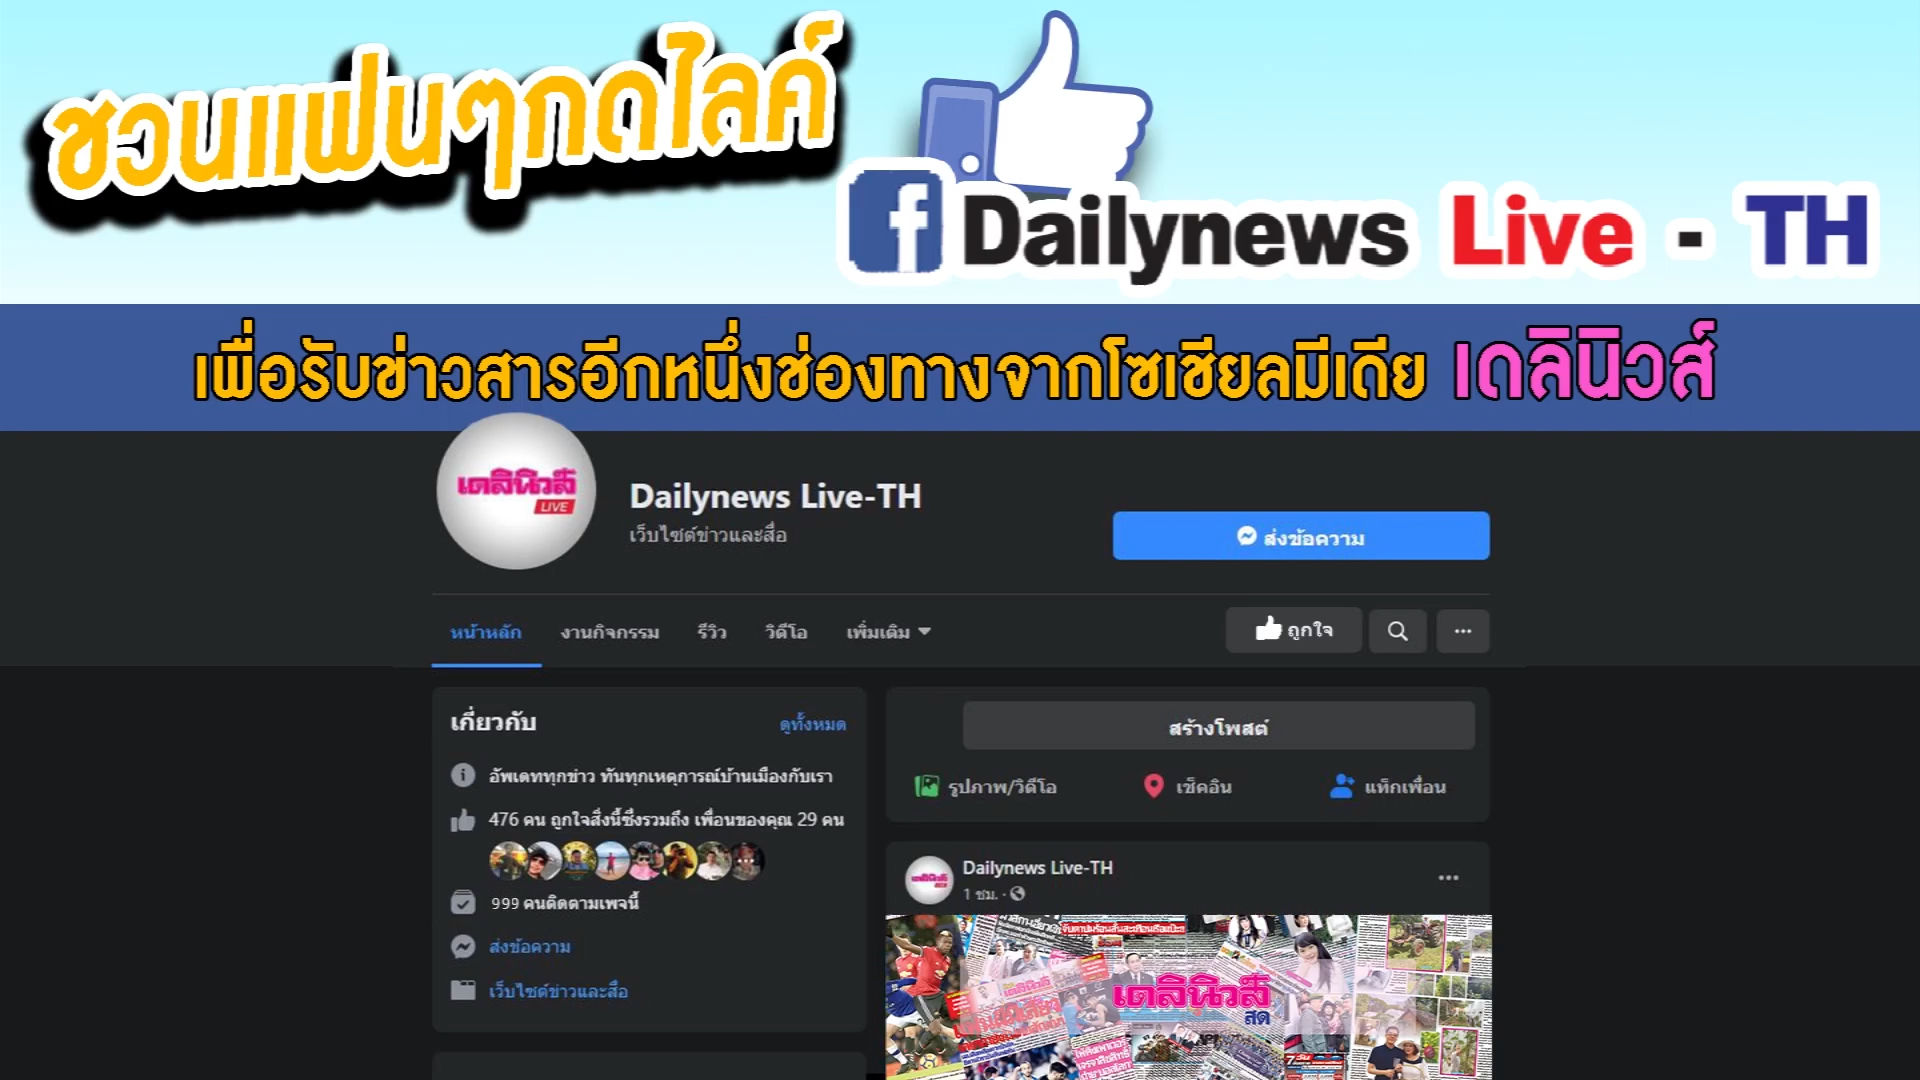 ชวนแฟนๆกดไลค์
Dailynews Live - TH
เพื่อรับข่าวสารอีกหนึ่งช่องทางจากโซเชียลมีเดีย เดลินิวส์
เดลินิวส์
LIVE
Dailynews Live-TH
เว็บไซต์ข่าวและสื่อ
ส่งข้อความ
หน้าหลัก งานกิจกรรม รีวิว วิดีโอ เพิ่มเติม
ถูกใจ
เกี่ยวกับ ดูทั้งหมด
อัพเดททุกข่าว ทันทุกเหตุการณ์บ้านเมืองกับเรา
476 คน ถูกใจสิ่งนี้ซึ่งรวมถึง เพื่อนของคุณ 29 คน
999 คนติดตามเพจนี้
ส่งข้อความ
เว็บไซต์ข่าวและสื่อ
สร้างโพสต์
รูปภาพ/วิดีโอ เช็คอิน แท็กเพื่อน
Dailynews Live-TH
1 ชม.
เดลินิวส์
สด